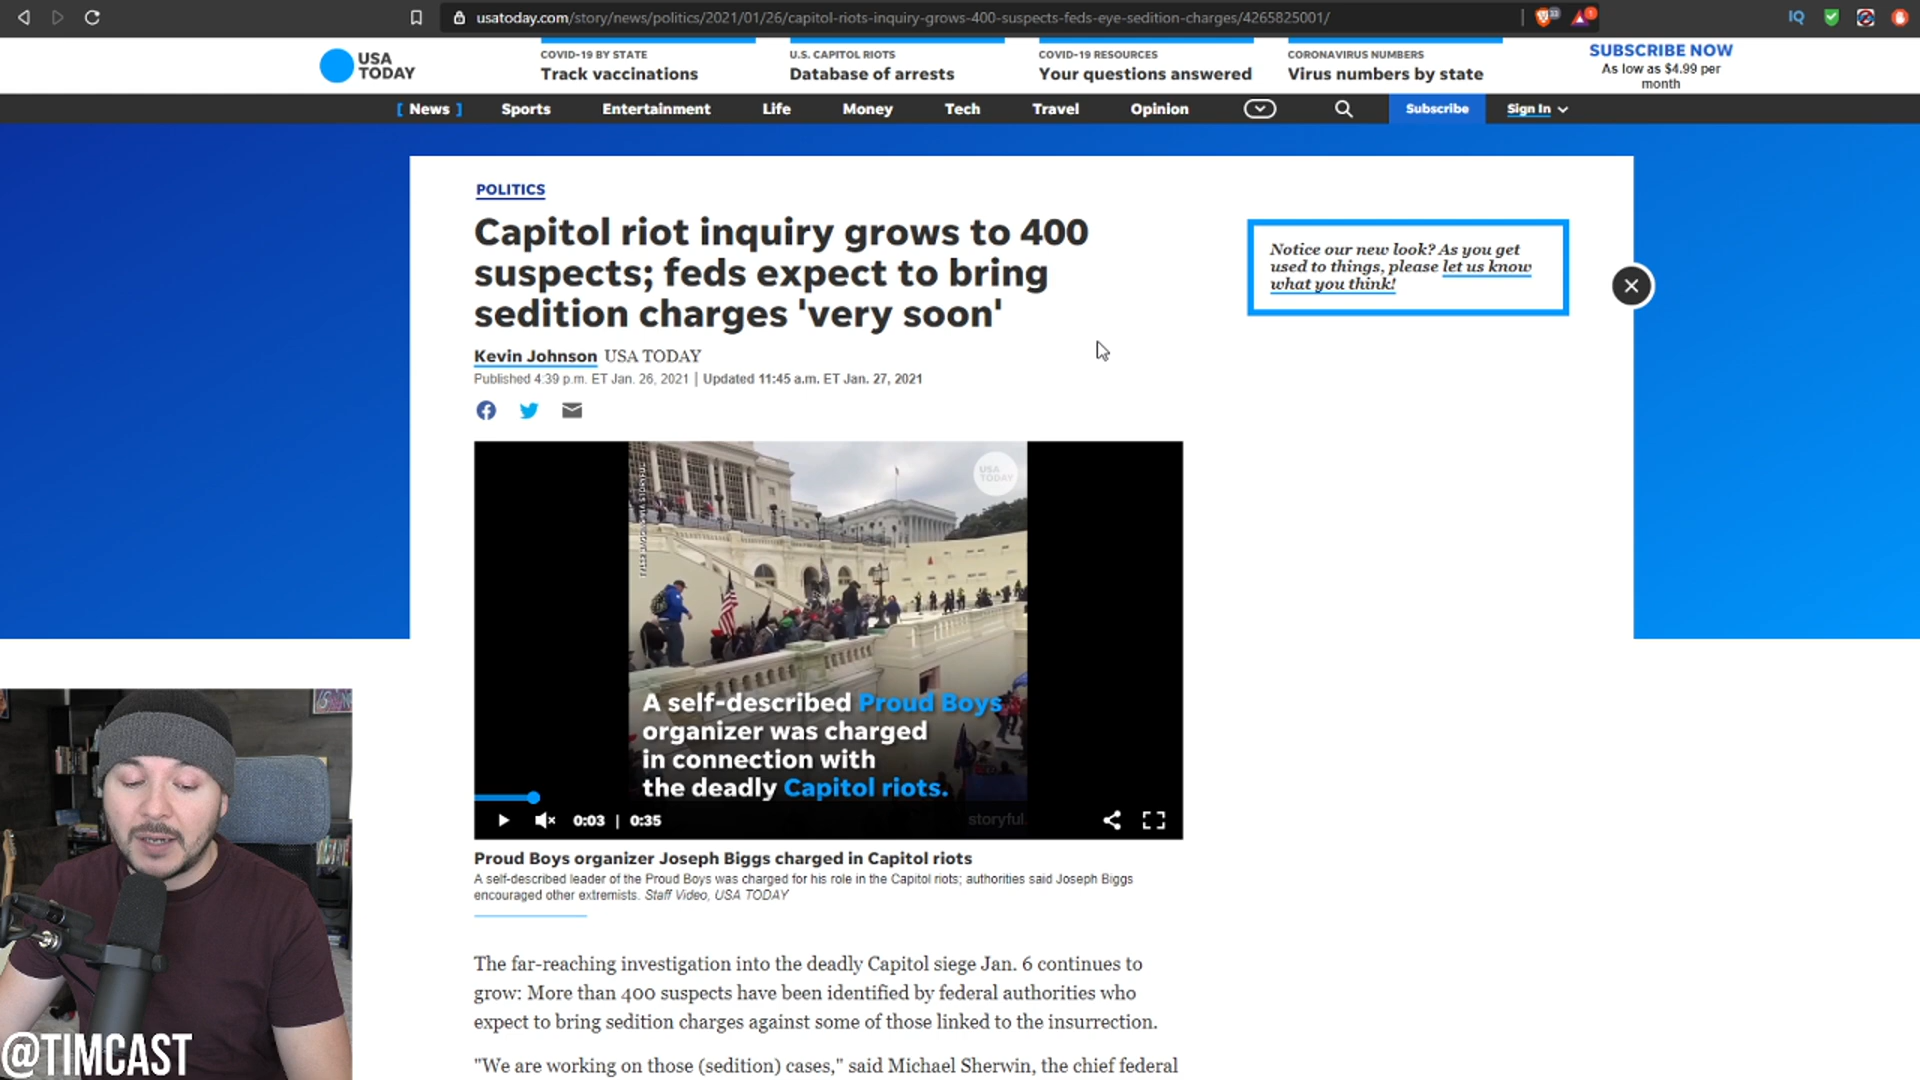 usatoday.com/story/news/politics/2021/01/26/capitol-riots-inquiry-grows-400-suspects-feds-eye-sedition-charges/4265825001/
IQ
USA
TODAY
COVID-19 BY STATE
Track vaccinations
U.S. CAPITOL RIOTS
Database of arrests
COVID-19 RESOURCES
Your questions answered
CORONAVIRUS NUMBERS
Virus numbers by state
SUBSCRIBE NOW
As low as $4.99 per
month
[ News ]
Sports
Entertainment
Life
Money
Tech
Travel
Opinion
Subscribe
Sign In
POLITICS
Capitol riot inquiry grows to 400
suspects; feds expect to bring
sedition charges 'very soon'
Notice our new look? As you get
used to things, please let us know
what you think!
Kevin Johnson USA TODAY
Published 4:39 p.m. ET Jan. 26, 2021 | Updated 11:45 a.m. ET Jan. 27, 2021
USA
TODAY
A self-described Proud Boys
organizer was charged
in connection with
the deadly Capitol riots.
0:03 | 0:35
storyful.
Proud Boys organizer Joseph Biggs charged in Capitol riots
A self-described leader of the Proud Boys was charged for his role in the Capitol riots; authorities said Joseph Biggs
encouraged other extremists. Staff Video, USA TODAY
The far-reaching investigation into the deadly Capitol siege Jan. 6 continues to
grow: More than 400 suspects have been identified by federal authorities who
expect to bring sedition charges against some of those linked to the insurrection.
"We are working on those (sedition) cases," said Michael Sherwin, the chief federal
@TIMCAST